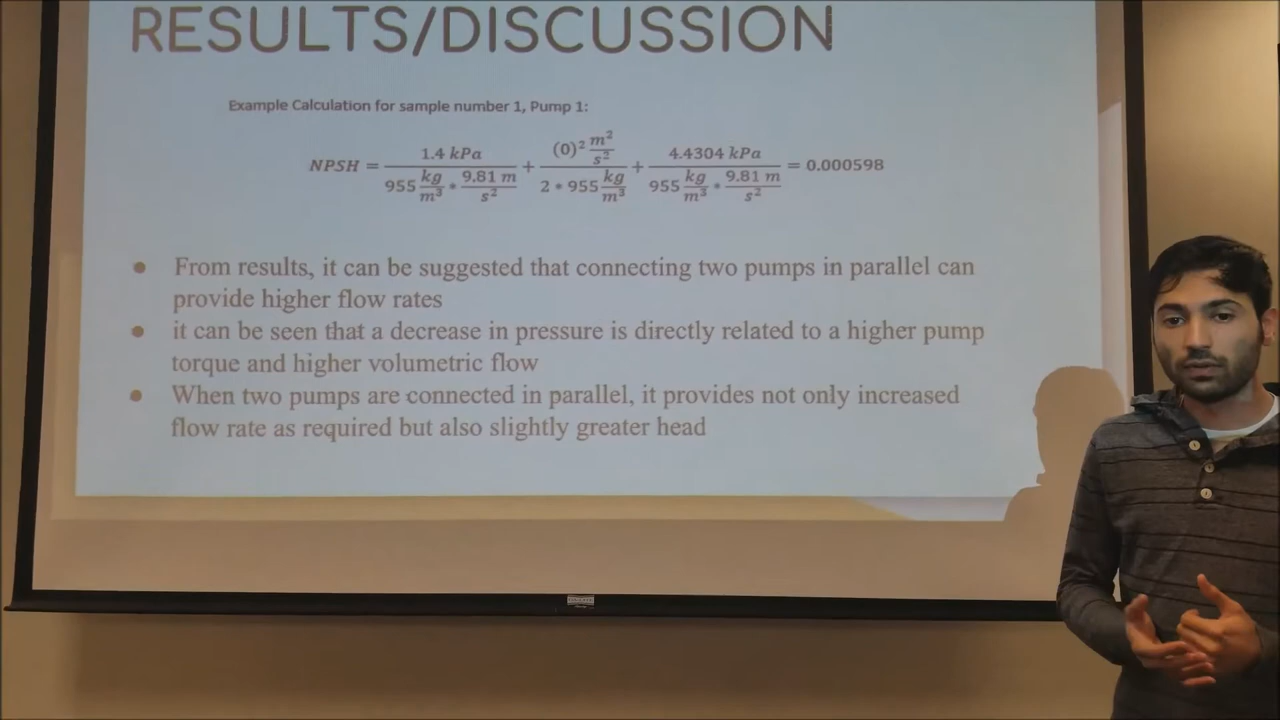 RESULTS/DISCUSSION
Example Calculation for sample number 1, Pump 1:
NPSH = 1.4 kPa / (955 kg/m³ * 9.81 m/s²) + (0)² m²/s² / (2 * 955 kg/m³) + 4.4304 kPa / (955 kg/m³ * 9.81 m/s²) = 0.000598
● From results, it can be suggested that connecting two pumps in parallel can
provide higher flow rates
● it can be seen that a decrease in pressure is directly related to a higher pump
torque and higher volumetric flow
● When two pumps are connected in parallel, it provides not only increased
flow rate as required but also slightly greater head